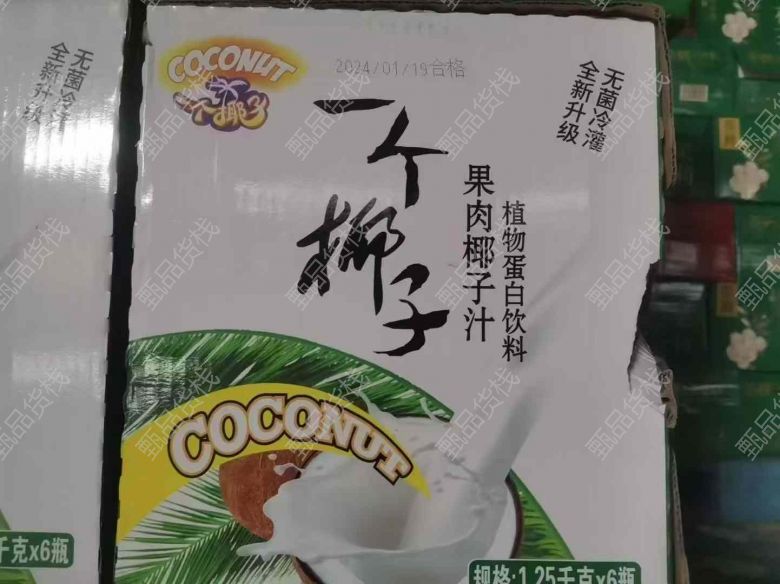 COCONUT
一个椰子
2024/01/19合格
无菌冷灌
全新升级
一个椰子
果肉椰子汁
植物蛋白饮料
COCONUT
规格:1.25千克x6瓶
无菌冷灌
全新升级
千克x6瓶
甄品货栈